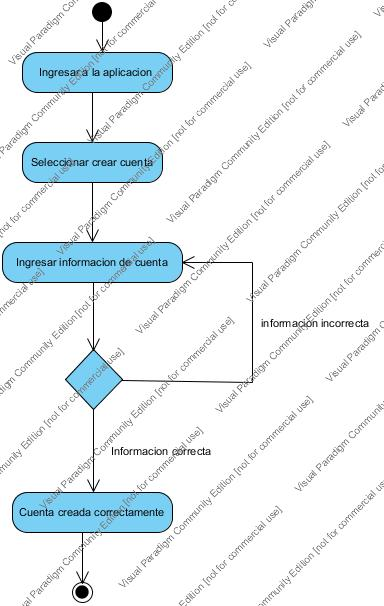 Ingresar a la aplicacion
Seleccionar crear cuenta
Ingresar informacion de cuenta
información incorrecta
Informacion correcta
Cuenta creada correctamente
Visual Paradigm Community Edition [not for commercial use]